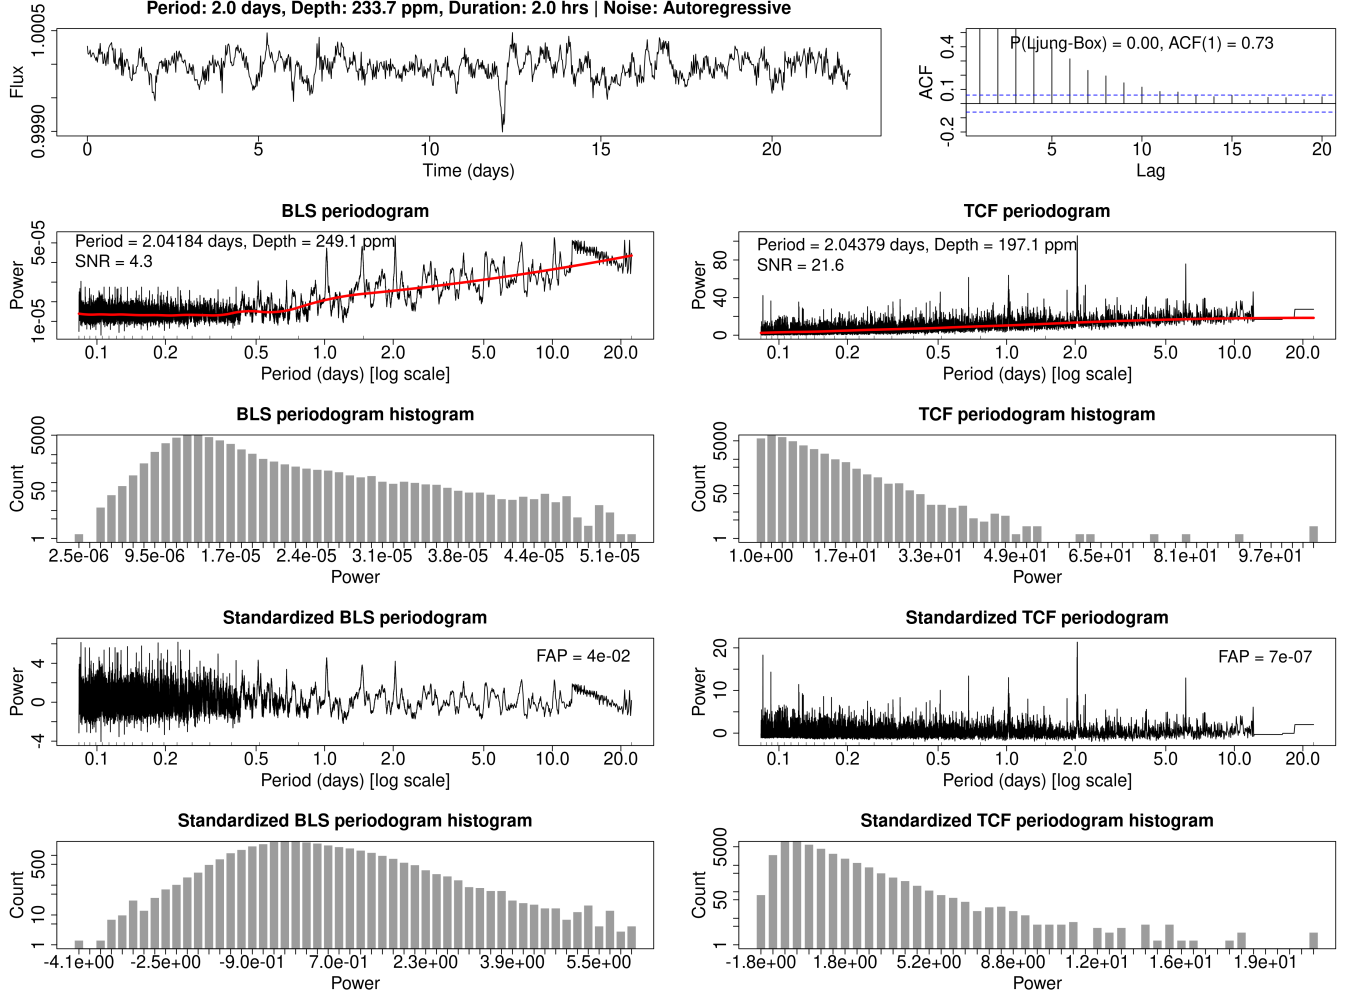 Period: 2.0 days, Depth: 233.7 ppm, Duration: 2.0 hrs | Noise: Autoregressive
Flux
0.9990 1.0005
0 5 10 15 20
Time (days)
P(Ljung-Box) = 0.00, ACF(1) = 0.73
ACF
-0.2 0.1 0.4
5 10 15 20
Lag
BLS periodogram
Period = 2.04184 days, Depth = 249.1 ppm
SNR = 4.3
Power
1e-05 5e-05
0.1 0.2 0.5 1.0 2.0 5.0 10.0 20.0
Period (days) [log scale]
TCF periodogram
Period = 2.04379 days, Depth = 197.1 ppm
SNR = 21.6
Power
0 40 80
0.1 0.2 0.5 1.0 2.0 5.0 10.0 20.0
Period (days) [log scale]
BLS periodogram histogram
Count
1 50 5000
2.5e-06 9.5e-06 1.7e-05 2.4e-05 3.1e-05 3.8e-05 4.4e-05 5.1e-05
Power
TCF periodogram histogram
Count
1 50 5000
1.0e+00 1.7e+01 3.3e+01 4.9e+01 6.5e+01 8.1e+01 9.7e+01
Power
Standardized BLS periodogram
FAP = 4e-02
Power
-4 0 4
0.1 0.2 0.5 1.0 2.0 5.0 10.0 20.0
Period (days) [log scale]
Standardized TCF periodogram
FAP = 7e-07
Power
0 10 20
0.1 0.2 0.5 1.0 2.0 5.0 10.0 20.0
Period (days) [log scale]
Standardized BLS periodogram histogram
Count
1 10 500
-4.1e+00 -2.5e+00 -9.0e-01 7.0e-01 2.3e+00 3.9e+00 5.5e+00
Power
Standardized TCF periodogram histogram
Count
1 50 5000
-1.8e+00 1.8e+00 5.2e+00 8.8e+00 1.2e+01 1.6e+01 1.9e+01
Power